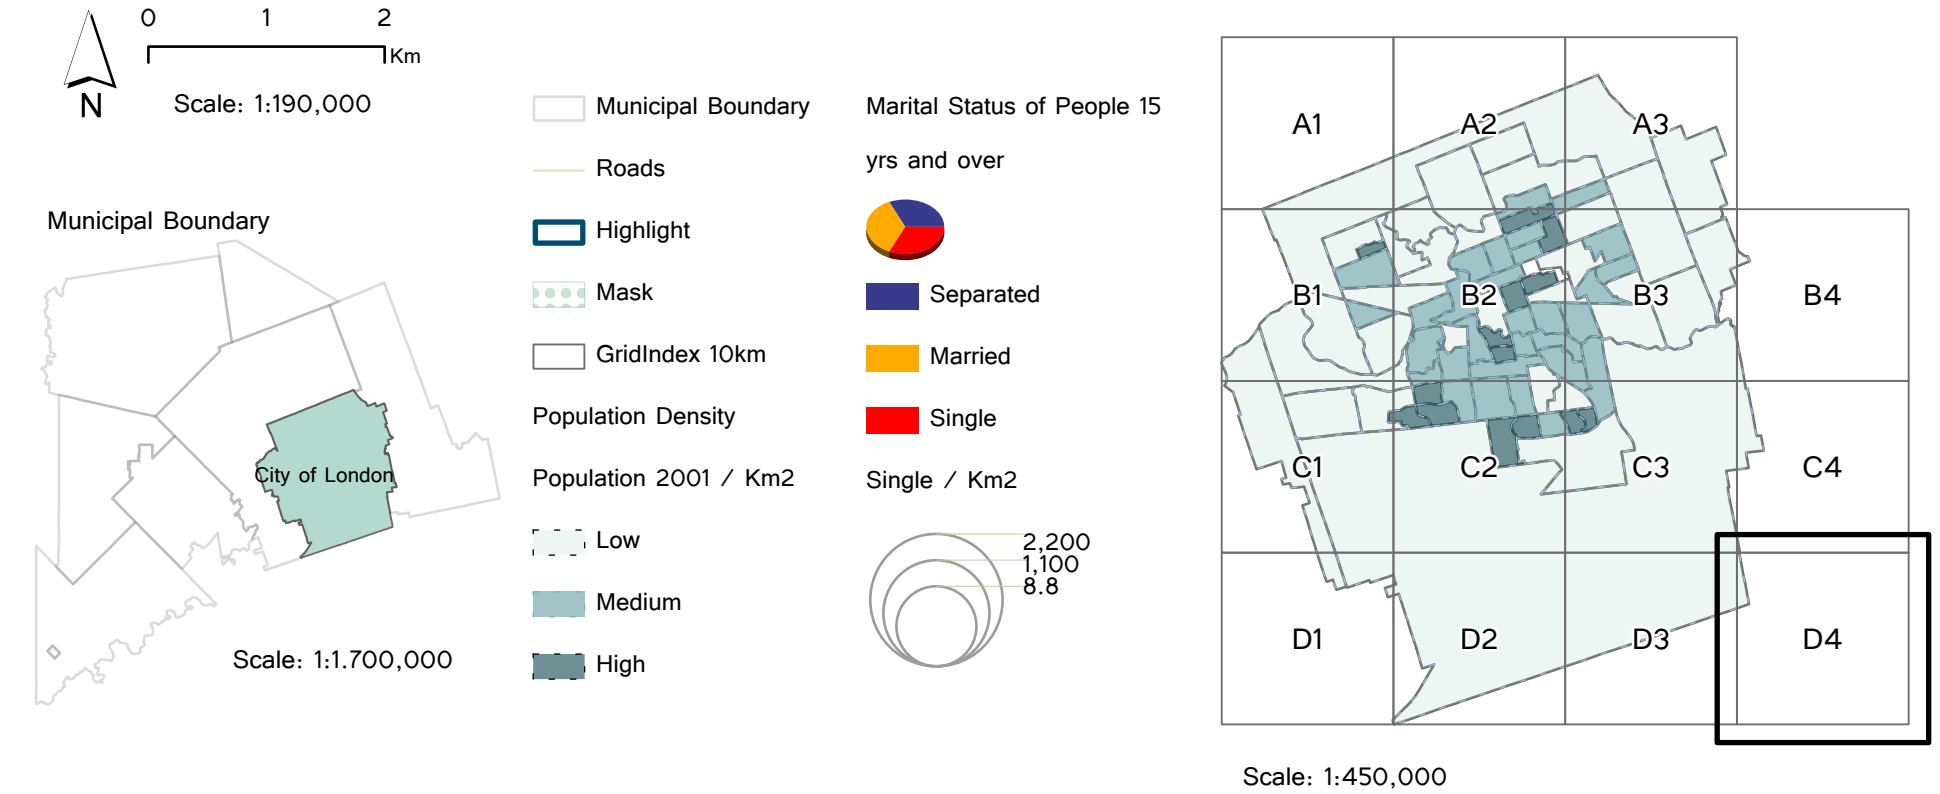 0 1 2
Km
N
Scale: 1:190,000
Municipal Boundary
City of London
Scale: 1:1.700,000
Municipal Boundary
Roads
Highlight
Mask
GridIndex 10km
Population Density
Population 2001 / Km2
Low
Medium
High
Marital Status of People 15
yrs and over
Separated
Married
Single
Single / Km2
2,200
1,100
8.8
A1 A2 A3
B1 B2 B3 B4
C1 C2 C3 C4
D1 D2 D3 D4
Scale: 1:450,000